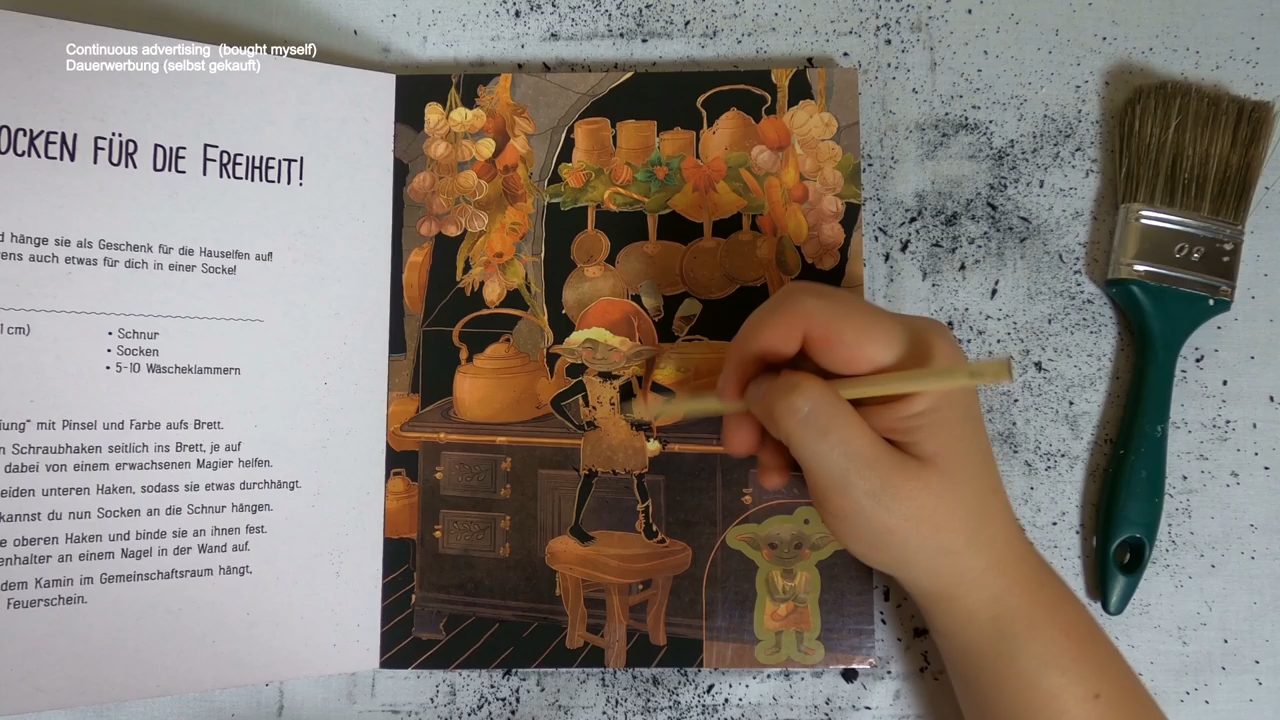 Continuous advertising (bought myself)
Dauerwerbung (selbst gekauft)
OCKEN FÜR DIE FREIHEIT!
hänge sie als Geschenk für die Hauselfen auf!
auch etwas für dich in einer Socke!
1 cm)
• Schnur
• Socken
• 5-10 Wäscheklammern
mit Pinsel und Farbe aufs Brett.
Schraubhaken seitlich ins Brett, je auf
dabei von einem erwachsenen Magier helfen.
eiden unteren Haken, sodass sie etwas durchhängt.
kannst du nun Socken an die Schnur hängen.
oberen Haken und binde sie an ihnen fest.
enhalter an einem Nagel in der Wand auf.
dem Kamin im Gemeinschaftsraum hängt,
Feuerschein.
50